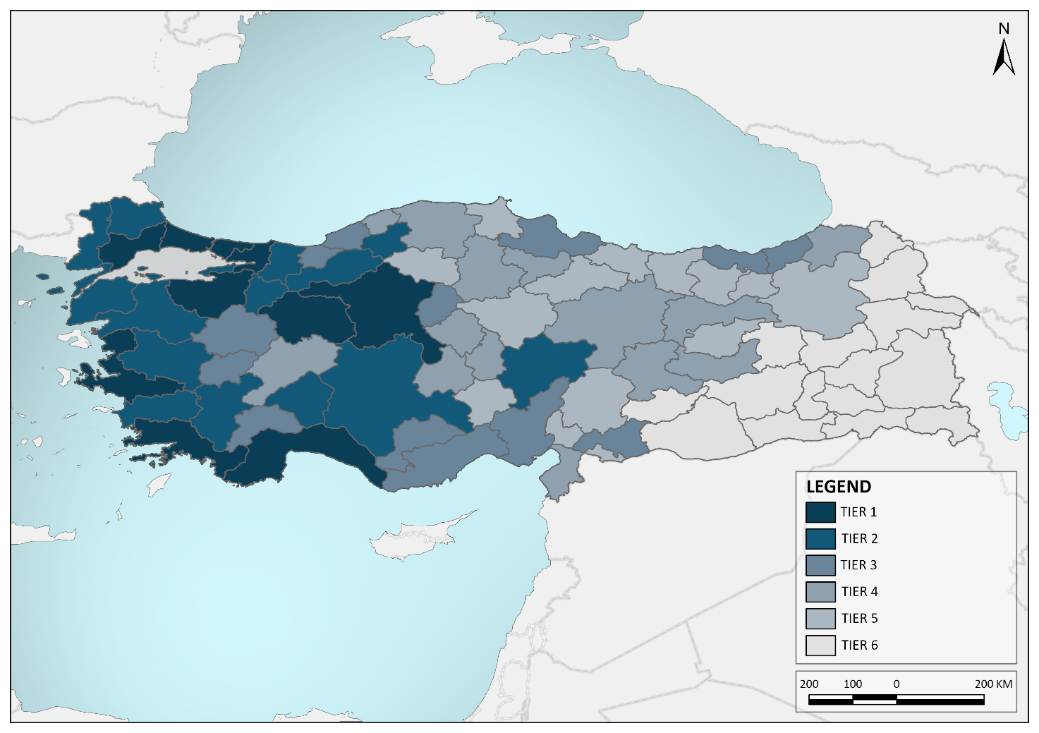 N
LEGEND
TIER 1
TIER 2
TIER 3
TIER 4
TIER 5
TIER 6
200 100 0 200 KM